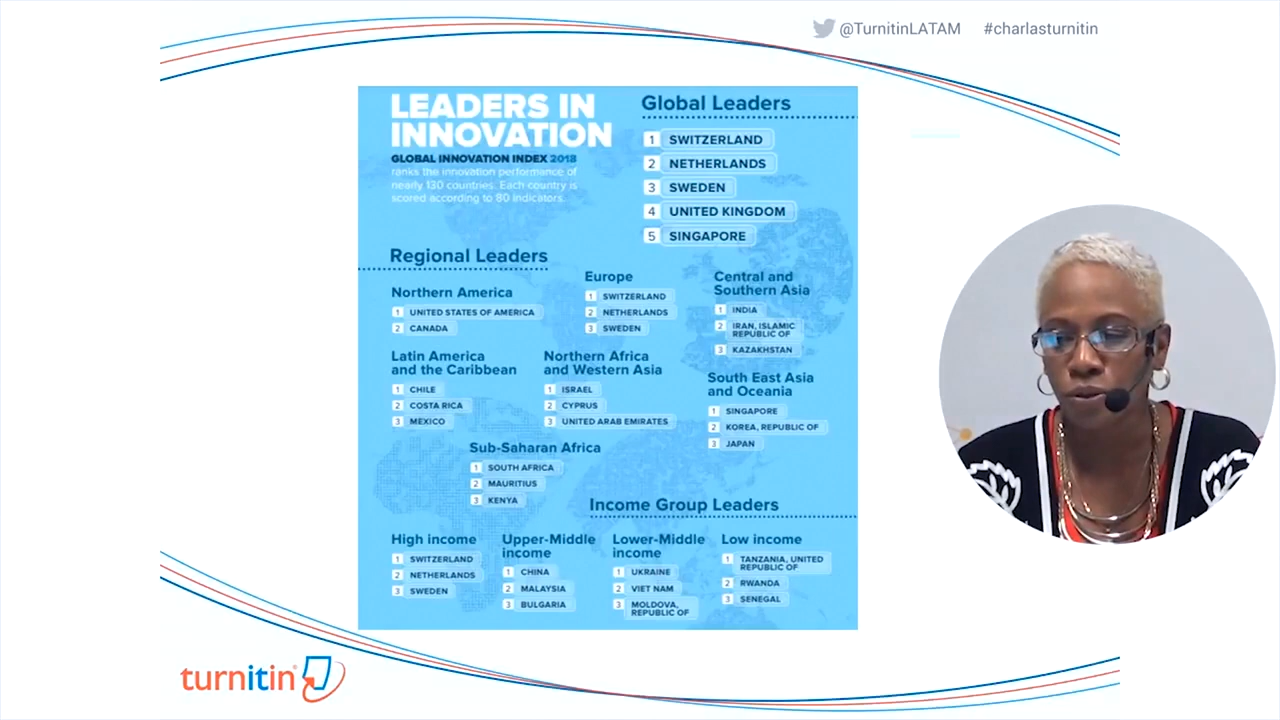 @TurnitinLATAM #charlasturnitin
LEADERS IN
INNOVATION
GLOBAL INNOVATION INDEX 2018
ranks the innovation performance of
nearly 130 countries. Each country is
scored according to 80 indicators.
Global Leaders
1 SWITZERLAND
2 NETHERLANDS
3 SWEDEN
4 UNITED KINGDOM
5 SINGAPORE
Regional Leaders
Northern America
1 UNITED STATES OF AMERICA
2 CANADA
Europe
1 SWITZERLAND
2 NETHERLANDS
3 SWEDEN
Central and
Southern Asia
1 INDIA
2 IRAN, ISLAMIC
REPUBLIC OF
3 KAZAKHSTAN
Latin America
and the Caribbean
1 CHILE
2 COSTA RICA
3 MEXICO
Northern Africa
and Western Asia
1 ISRAEL
2 CYPRUS
3 UNITED ARAB EMIRATES
South East Asia
and Oceania
1 SINGAPORE
2 KOREA, REPUBLIC OF
3 JAPAN
Sub-Saharan Africa
1 SOUTH AFRICA
2 MAURITIUS
3 KENYA
Income Group Leaders
High income
1 SWITZERLAND
2 NETHERLANDS
3 SWEDEN
Upper-Middle
income
1 CHINA
2 MALAYSIA
3 BULGARIA
Lower-Middle
income
1 UKRAINE
2 VIET NAM
3 MOLDOVA,
REPUBLIC OF
Low income
1 TANZANIA, UNITED
REPUBLIC OF
2 RWANDA
3 SENEGAL
turnitin